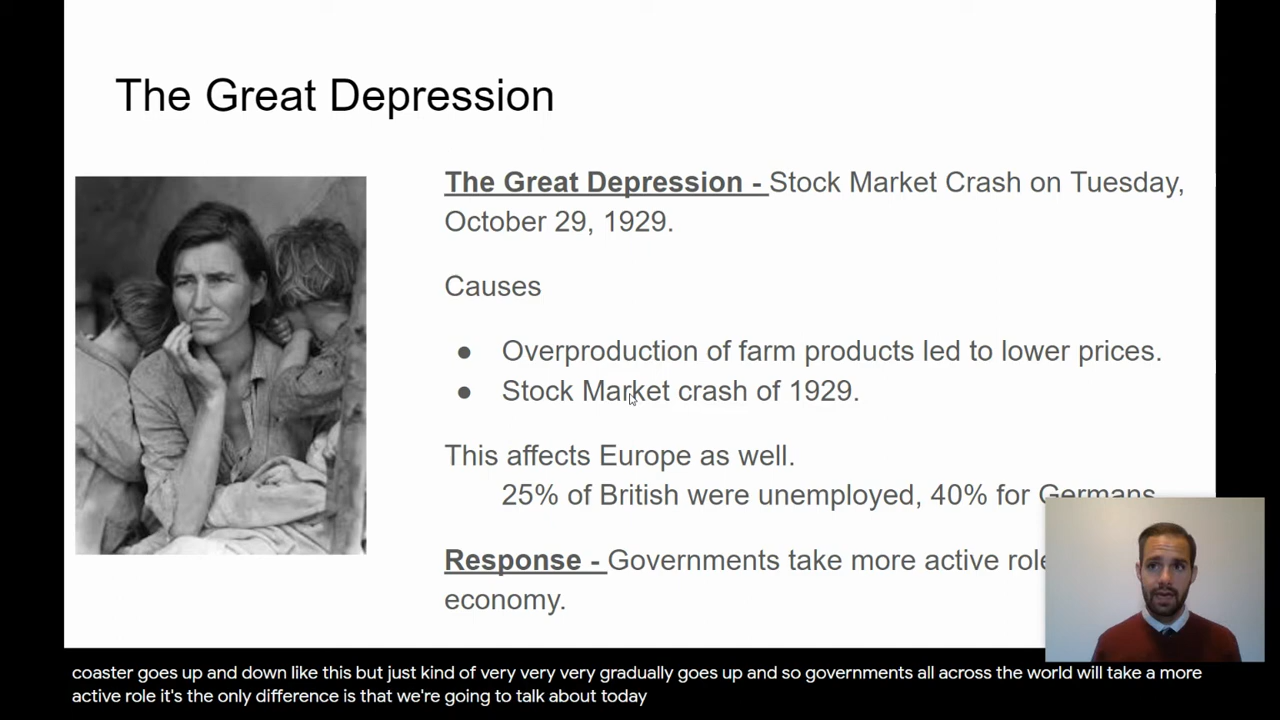 The Great Depression
The Great Depression - Stock Market Crash on Tuesday,
October 29, 1929.
Causes
● Overproduction of farm products led to lower prices.
● Stock Market crash of 1929.
This affects Europe as well.
25% of British were unemployed, 40% for Germans
Response - Governments take more active role
economy.
coaster goes up and down like this but just kind of very very very gradually goes up and so governments all across the world will take a more
active role it's the only difference is that we're going to talk about today